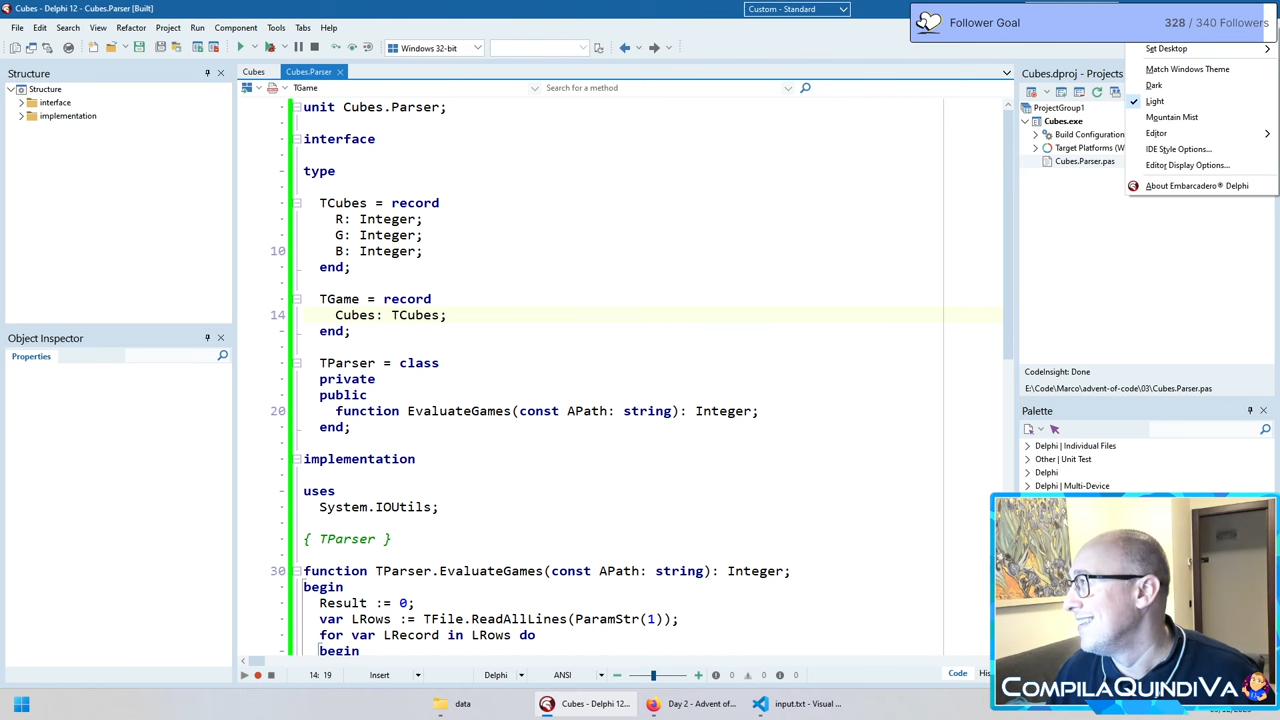 Cubes - Delphi 12 - Cubes.Parser [Built]
Custom - Standard
Follower Goal
328 / 340 Followers
File Edit Search View Refactor Project Run Component Tools Tabs Help
Windows 32-bit
Set Desktop
Match Windows Theme
Dark
Light
Mountain Mist
Editor
IDE Style Options...
Editor Display Options...
About Embarcadero® Delphi
Structure
Structure
interface
implementation
Object Inspector
Properties
Cubes
Cubes.Parser
TGame
Search for a method
unit Cubes.Parser;
interface
type
TCubes = record
R: Integer;
G: Integer;
10 B: Integer;
end;
TGame = record
14 Cubes: TCubes;
end;
TParser = class
private
public
20 function EvaluateGames(const APath: string): Integer;
end;
implementation
uses
System.IOUtils;
{ TParser }
30 function TParser.EvaluateGames(const APath: string): Integer;
begin
Result := 0;
var LRows := TFile.ReadAllLines(ParamStr(1));
for var LRecord in LRows do
begin
14: 19
Insert
Delphi
ANSI
0
0
0
Code
Cubes.dproj - Projects
ProjectGroup1
Cubes.exe
Build Configuration
Target Platforms (W
Cubes.Parser.pas
CodeInsight: Done
E:\Code\Marco\advent-of-code\03\Cubes.Parser.pas
Palette
Delphi | Individual Files
Other | Unit Test
Delphi
Delphi | Multi-Device
COMPILAQUINDIVA
data
Cubes - Delphi 12...
Day 2 - Advent of...
input.txt - Visual ...